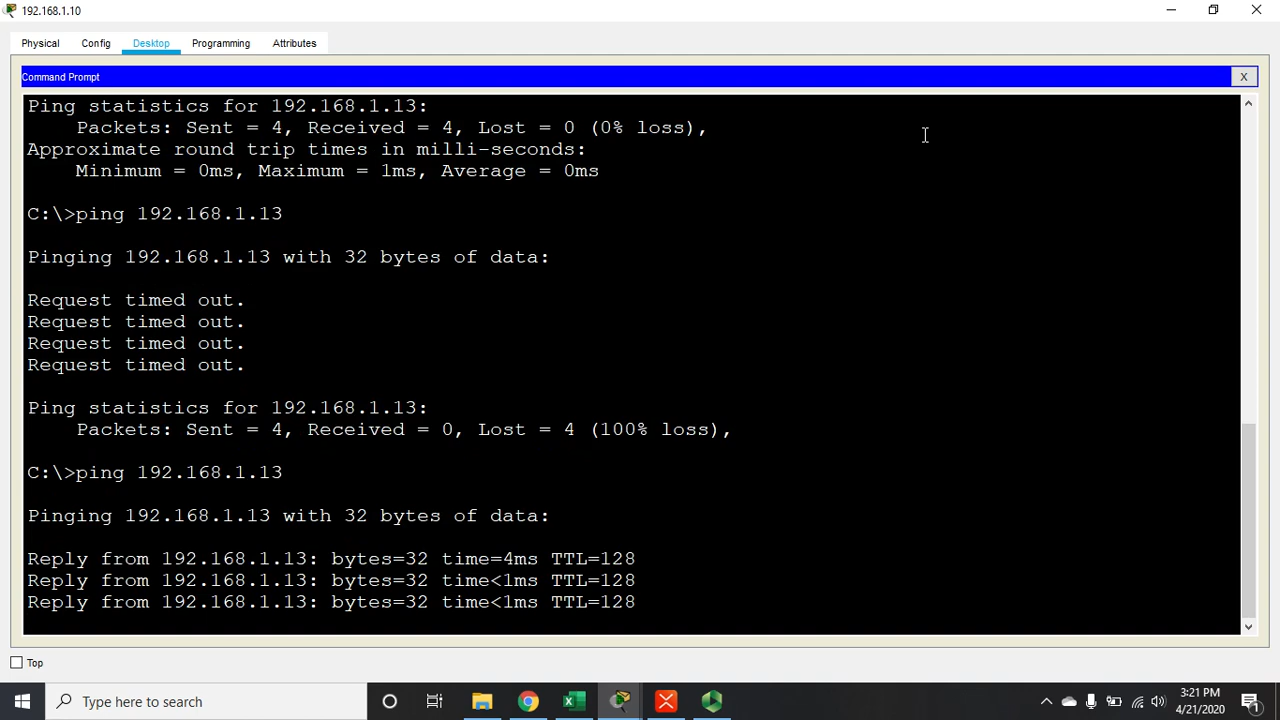 192.168.1.10
Physical Config Desktop Programming Attributes
Command Prompt X
Ping statistics for 192.168.1.13:
Packets: Sent = 4, Received = 4, Lost = 0 (0% loss),
Approximate round trip times in milli-seconds:
Minimum = 0ms, Maximum = 1ms, Average = 0ms
C:\>ping 192.168.1.13
Pinging 192.168.1.13 with 32 bytes of data:
Request timed out.
Request timed out.
Request timed out.
Request timed out.
Ping statistics for 192.168.1.13:
Packets: Sent = 4, Received = 0, Lost = 4 (100% loss),
C:\>ping 192.168.1.13
Pinging 192.168.1.13 with 32 bytes of data:
Reply from 192.168.1.13: bytes=32 time=4ms TTL=128
Reply from 192.168.1.13: bytes=32 time<1ms TTL=128
Reply from 192.168.1.13: bytes=32 time<1ms TTL=128
Top
Type here to search
3:21 PM
4/21/2020
1